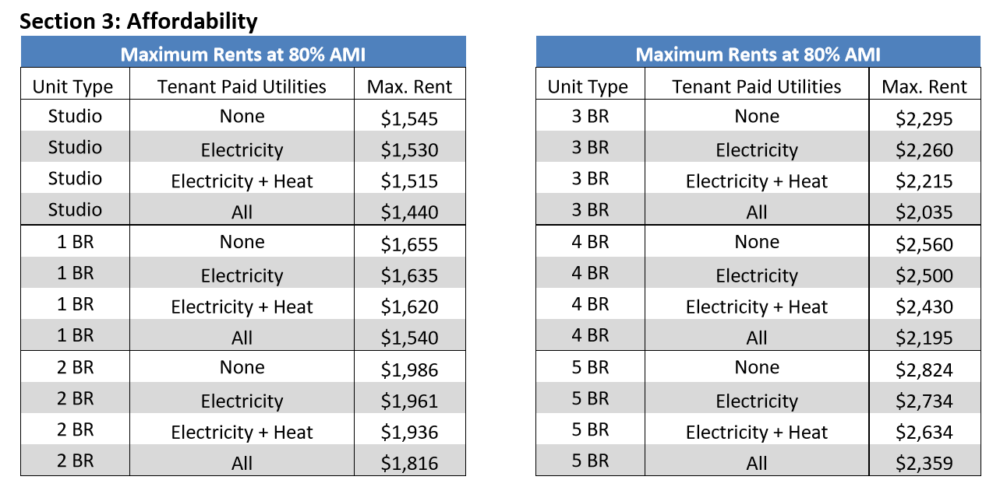 Section 3: Affordability
Maximum Rents at 80% AMI
Unit Type Tenant Paid Utilities Max. Rent
Studio None $1,545
Studio Electricity $1,530
Studio Electricity + Heat $1,515
Studio All $1,440
1 BR None $1,655
1 BR Electricity $1,635
1 BR Electricity + Heat $1,620
1 BR All $1,540
2 BR None $1,986
2 BR Electricity $1,961
2 BR Electricity + Heat $1,936
2 BR All $1,816
Maximum Rents at 80% AMI
Unit Type Tenant Paid Utilities Max. Rent
3 BR None $2,295
3 BR Electricity $2,260
3 BR Electricity + Heat $2,215
3 BR All $2,035
4 BR None $2,560
4 BR Electricity $2,500
4 BR Electricity + Heat $2,430
4 BR All $2,195
5 BR None $2,824
5 BR Electricity $2,734
5 BR Electricity + Heat $2,634
5 BR All $2,359